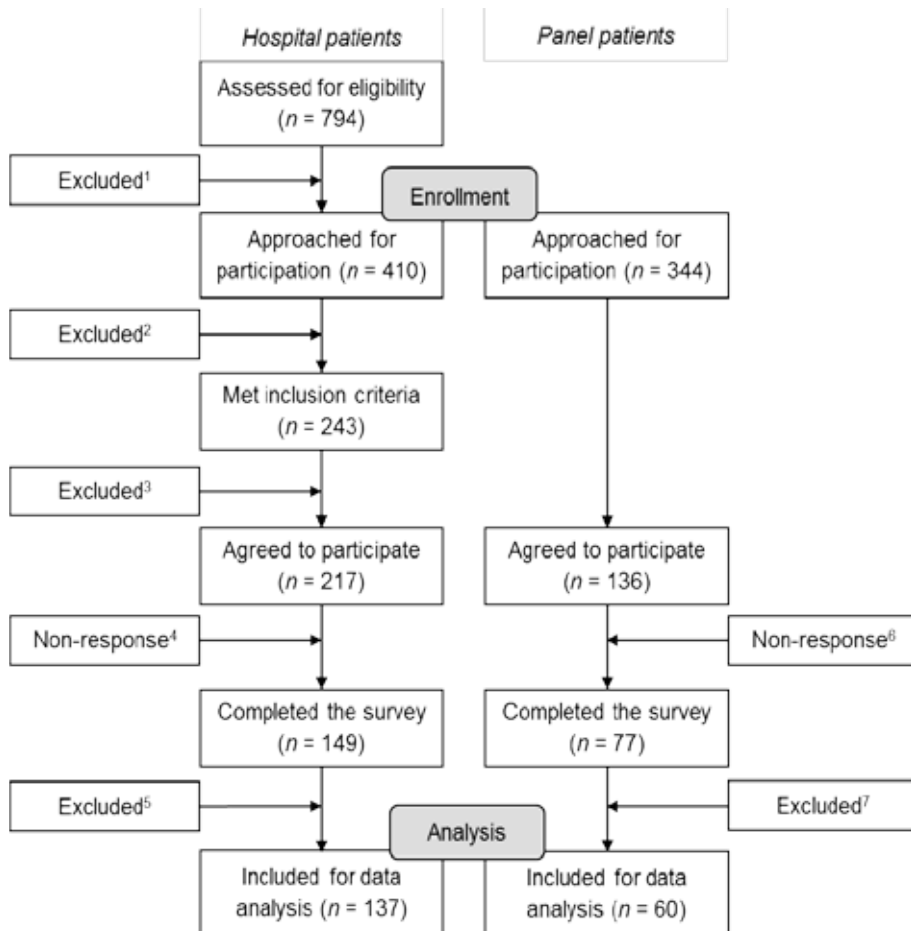 Hospital patients
Panel patients
Assessed for eligibility
(n = 794)
Excluded¹
Enrollment
Approached for
participation (n = 410)
Approached for
participation (n = 344)
Excluded²
Met inclusion criteria
(n = 243)
Excluded³
Agreed to participate
(n = 217)
Agreed to participate
(n = 136)
Non-response⁴
Non-response⁶
Completed the survey
(n = 149)
Completed the survey
(n = 77)
Excluded⁵
Excluded⁷
Analysis
Included for data
analysis (n = 137)
Included for data
analysis (n = 60)